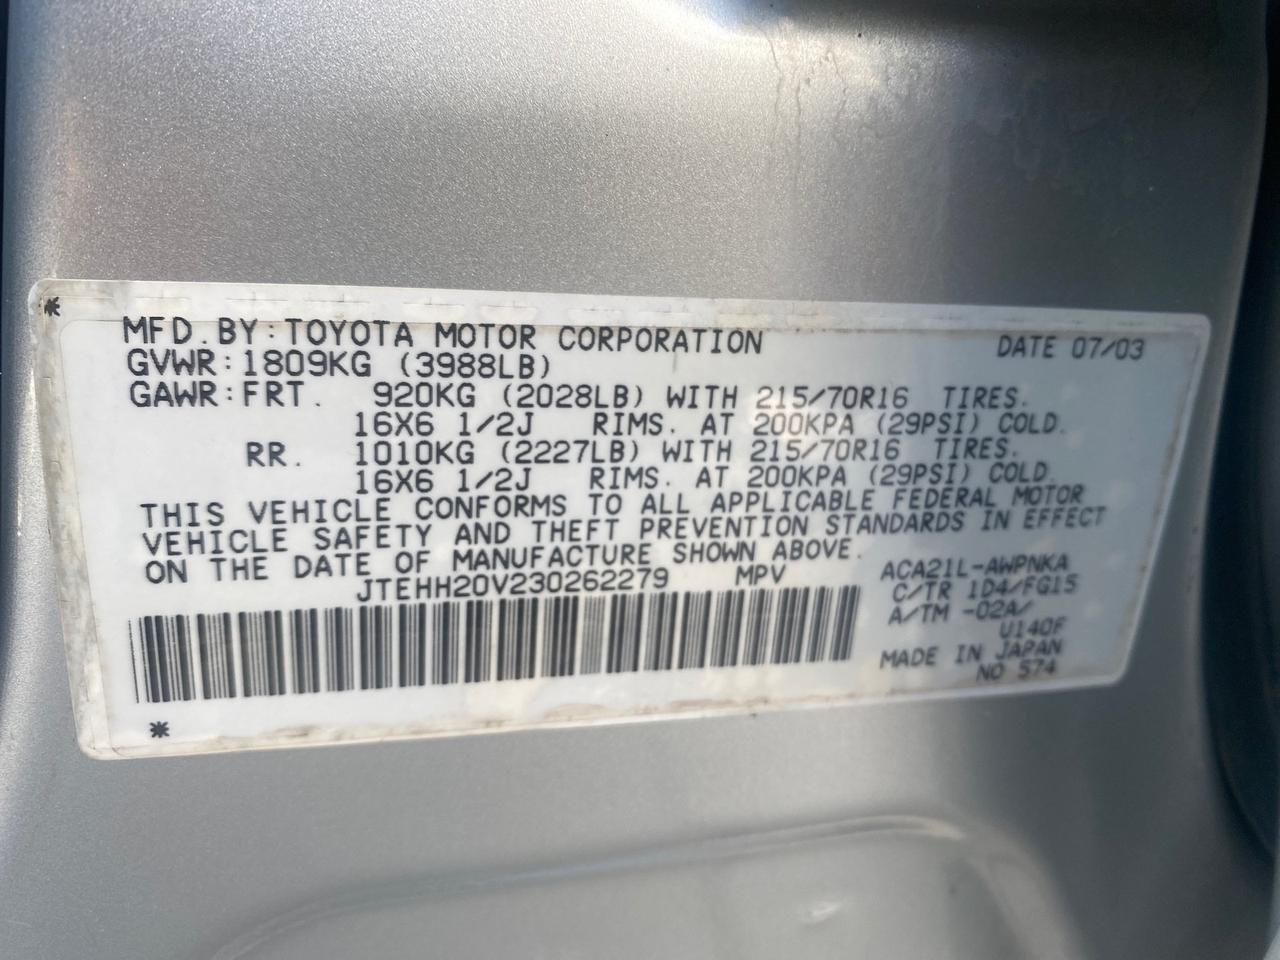 MFD. BY: TOYOTA MOTOR CORPORATION DATE 07/03
GVWR: 1809KG (3988LB)
GAWR: FRT. 920KG (2028LB) WITH 215/70R16 TIRES.
16X6 1/2J RIMS. AT 200KPA (29PSI) COLD.
RR. 1010KG (2227LB) WITH 215/70R16 TIRES.
16X6 1/2J RIMS. AT 200KPA (29PSI) COLD.
THIS VEHICLE CONFORMS TO ALL APPLICABLE FEDERAL MOTOR
VEHICLE SAFETY AND THEFT PREVENTION STANDARDS IN EFFECT
ON THE DATE OF MANUFACTURE SHOWN ABOVE.
JTEHH20V230262279 MPV
ACA21L-AWPNKA
C/TR 1D4/FG15
A/TM -02A/
U140F
MADE IN JAPAN
NO 574